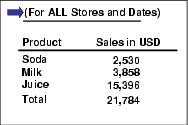 (For ALL Stores and Dates)
Product Sales in USD
Soda 2,530
Milk 3,858
Juice 15,396
Total 21,784